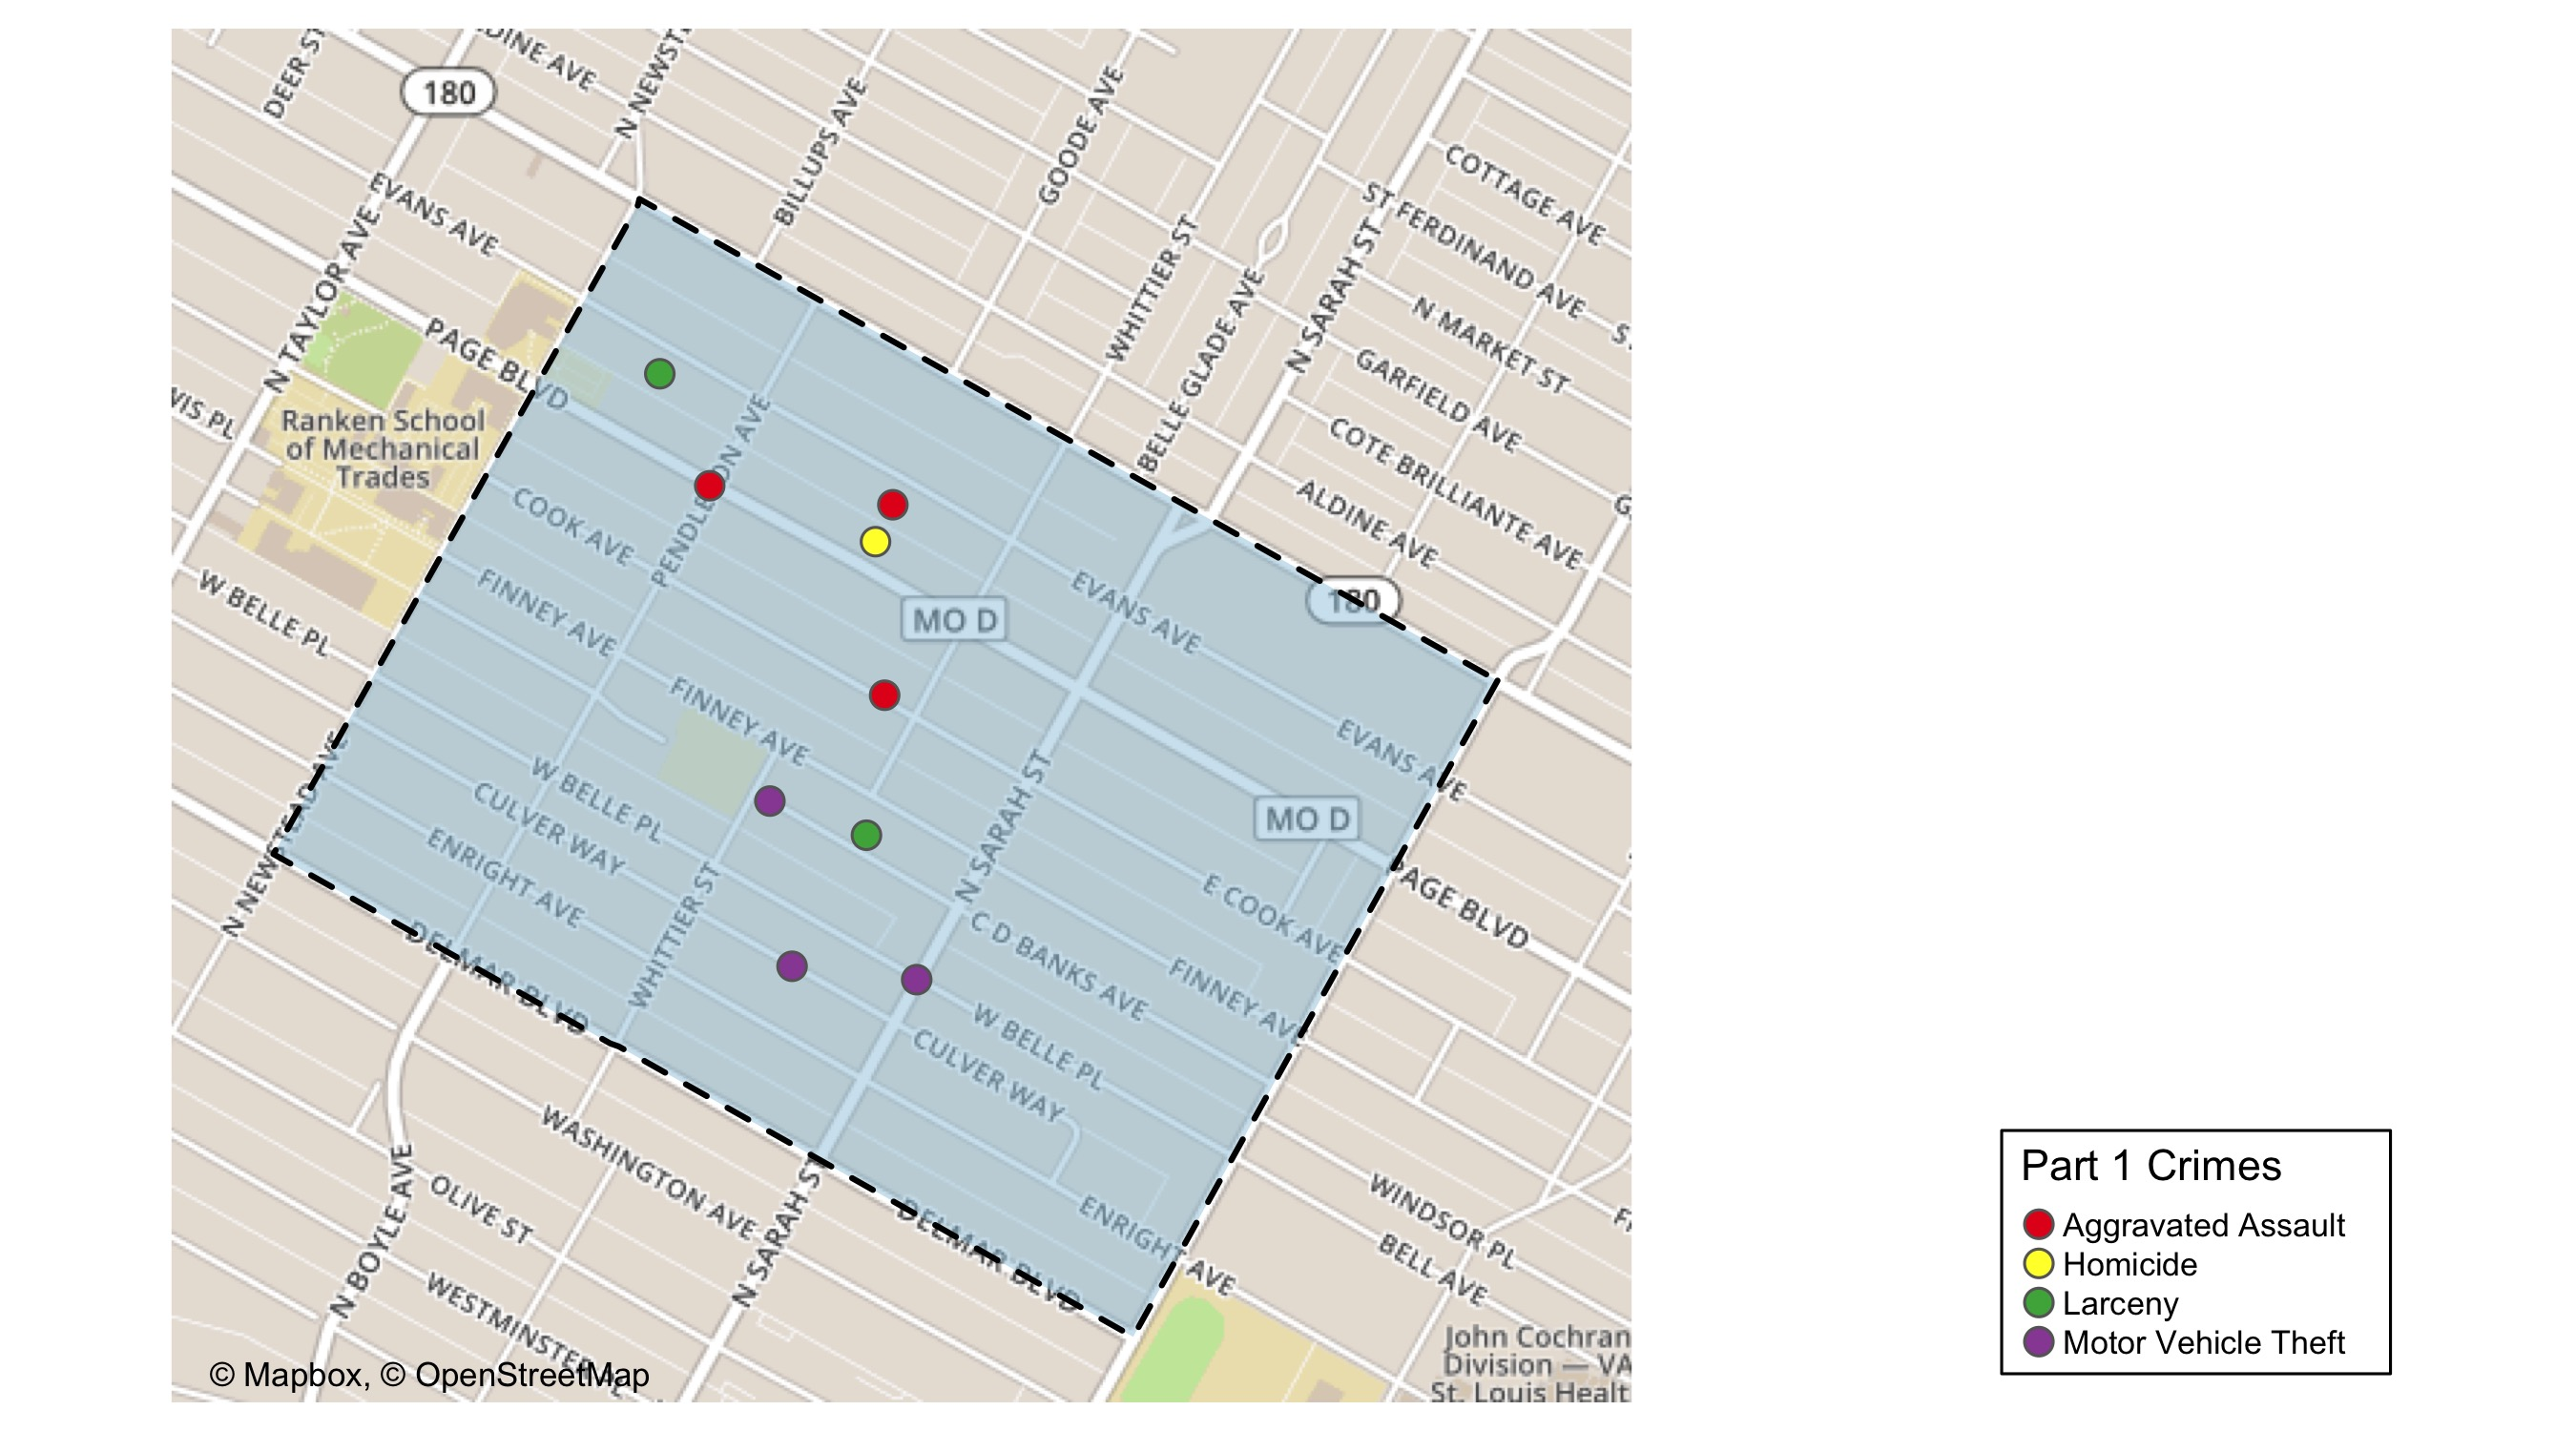 DEER ST
DINE AVE
N NEWST
180
BILLUPS AVE
GOODE AVE
COTTAGE AVE
ST FERDINAND AVE
EVANS AVE
N TAYLOR AVE
WHITTIER ST
BELLE GLADE AVE
N SARAH ST
N MARKET ST
S
GARFIELD AVE
PAGE BLVD
VIS PL
Ranken School
of Mechanical
Trades
PENDLETON AVE
COTE BRILLIANTE AVE
ALDINE AVE
G
COOK AVE
FINNEY AVE
W BELLE PL
MO D
EVANS AVE
180
FINNEY AVE
EVANS AVE
N NEWSTEAD AVE
W BELLE PL
CULVER WAY
ENRIGHT AVE
N SARAH ST
MO D
PAGE BLVD
E COOK AVE
WHITTIER ST
C D BANKS AVE
FINNEY AVE
DELMAR BLVD
W BELLE PL
CULVER WAY
WASHINGTON AVE
N BOYLE AVE
OLIVE ST
N SARAH ST
DELMAR BLVD
ENRIGHT AVE
WINDSOR PL
BELL AVE
WESTMINSTER PL
John Cochran
Division — VA
St. Louis Healt
© Mapbox, © OpenStreetMap
Part 1 Crimes
Aggravated Assault
Homicide
Larceny
Motor Vehicle Theft